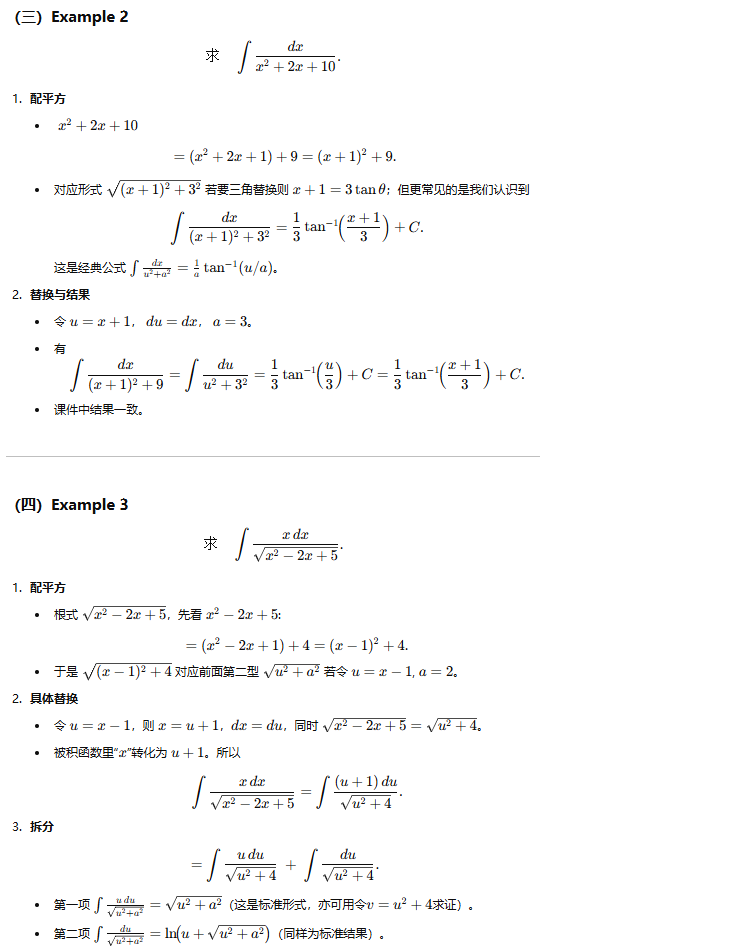 (三) Example 2
求 ∫ dx / (x² + 2x + 10).
1. 配平方
• x² + 2x + 10
= (x² + 2x + 1) + 9 = (x + 1)² + 9.
• 对应形式 √((x + 1)² + 3²) 若要三角替换则 x + 1 = 3 tan θ；但更常见的是我们认识到
∫ dx / ((x + 1)² + 3²) = 1/3 tan⁻¹((x + 1)/3) + C.
这是经典公式 ∫ dx/(u²+a²) = 1/a tan⁻¹(u/a)。
2. 替换与结果
• 令 u = x + 1, du = dx, a = 3。
• 有
∫ dx / ((x + 1)² + 9) = ∫ du / (u² + 3²) = 1/3 tan⁻¹(u/3) + C = 1/3 tan⁻¹((x + 1)/3) + C.
• 课件中结果一致。
(四) Example 3
求 ∫ x dx / √(x² − 2x + 5).
1. 配平方
• 根式 √(x² − 2x + 5)，先看 x² − 2x + 5:
= (x² − 2x + 1) + 4 = (x − 1)² + 4.
• 于是 √((x − 1)² + 4) 对应前面第二型 √(u² + a²) 若令 u = x − 1, a = 2。
2. 具体替换
• 令 u = x − 1，则 x = u + 1，dx = du，同时 √(x² − 2x + 5) = √(u² + 4)。
• 被积函数里“x”转化为 u + 1。所以
∫ x dx / √(x² − 2x + 5) = ∫ (u + 1) du / √(u² + 4).
3. 拆分
= ∫ u du / √(u² + 4) + ∫ du / √(u² + 4).
• 第一项 ∫ u du/√(u²+a²) = √(u² + a²)（这是标准形式，亦可用令v = u² + 4求证）。
• 第二项 ∫ du/√(u²+a²) = ln(u + √(u² + a²))（同样为标准结果）。